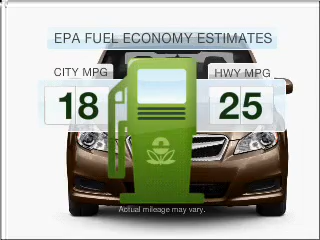 EPA FUEL ECONOMY ESTIMATES
CITY MPG
HWY MPG
18
25
Actual mileage may vary.